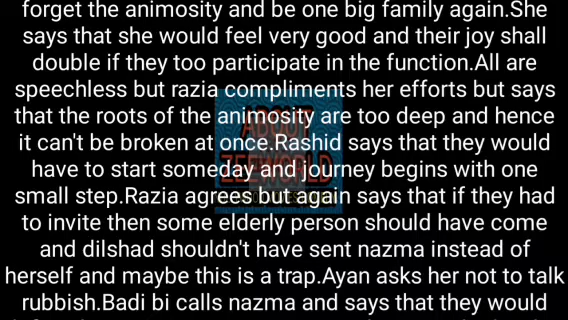 forget the animosity and be one big family again.She
says that she would feel very good and their joy shall
double if they too participate in the function.All are
speechless but razia compliments her efforts but says
that the roots of the animosity are too deep and hence
it can't be broken at once.Rashid says that they would
have to start someday and journey begins with one
small step.Razia agrees but again says that if they had
to invite then some elderly person should have come
and dilshad shouldn't have sent nazma instead of
herself and maybe this is a trap.Ayan asks her not to talk
rubbish.Badi bi calls nazma and says that they would
ABOUT
ZEEWORLD